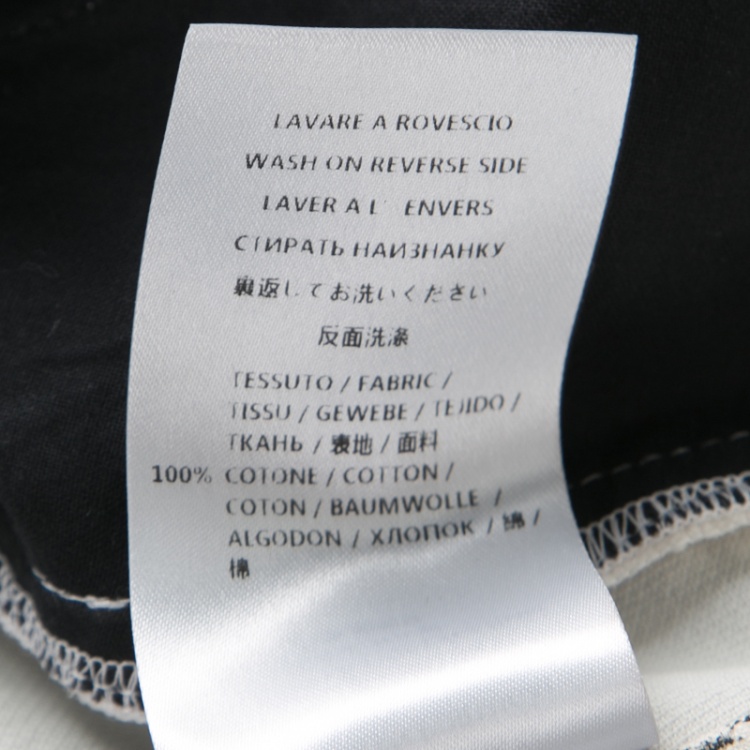 LAVARE A ROVESCIO
WASH ON REVERSE SIDE
LAVER A L' ENVERS
СТИРАТЬ НАИЗНАНКУ
裏返してお洗いください
反面洗涤
TESSUTO / FABRIC /
TISSU / GEWEBE / TEJIDO /
ТКАНЬ / 表地 / 面料
100% COTONE / COTTON /
COTON / BAUMWOLLE /
ALGODON / ХЛОПОК / 綿 /
棉